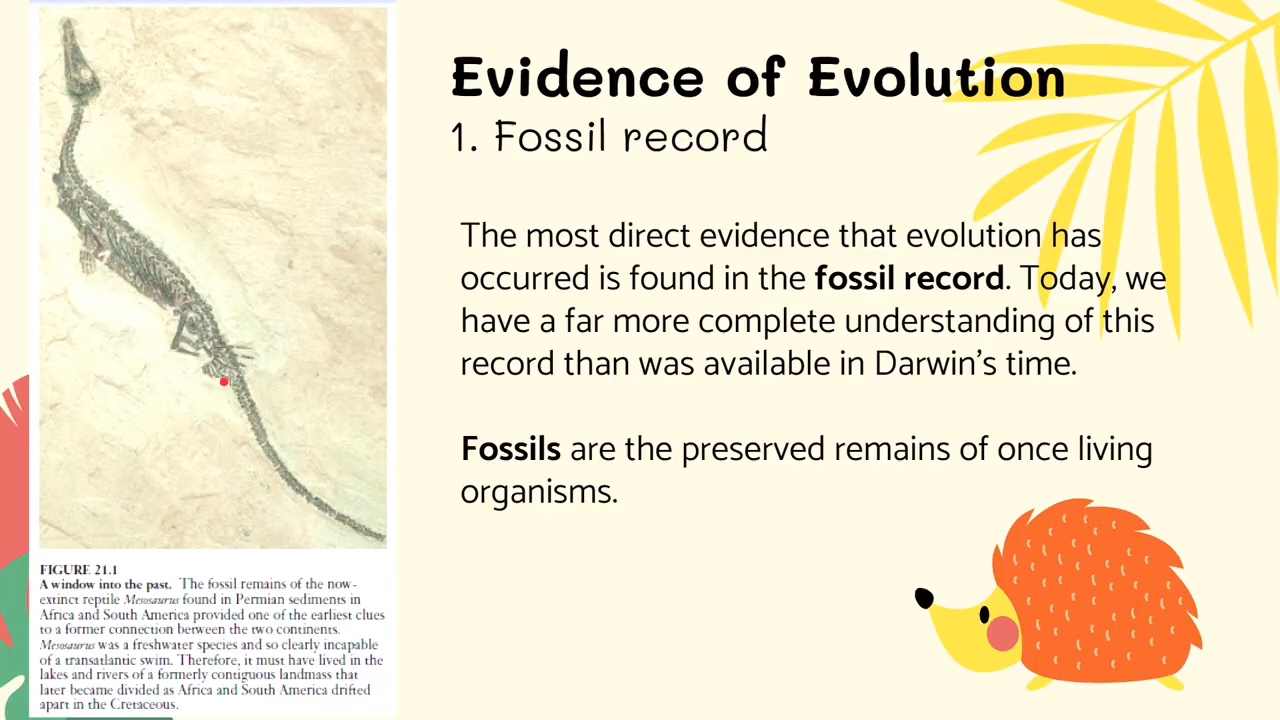 Evidence of Evolution
1. Fossil record
The most direct evidence that evolution has
occurred is found in the fossil record. Today, we
have a far more complete understanding of this
record than was available in Darwin's time.
Fossils are the preserved remains of once living
organisms.
FIGURE 21.1
A window into the past. The fossil remains of the now-
extinct reptile Mesosaurus found in Permian sediments in
Africa and South America provided one of the earliest clues
to a former connection between the two continents.
Mesosaurus was a freshwater species and so clearly incapable
of a transatlantic swim. Therefore, it must have lived in the
lakes and rivers of a formerly contiguous landmass that
later became divided as Africa and South America drifted
apart in the Cretaceous.